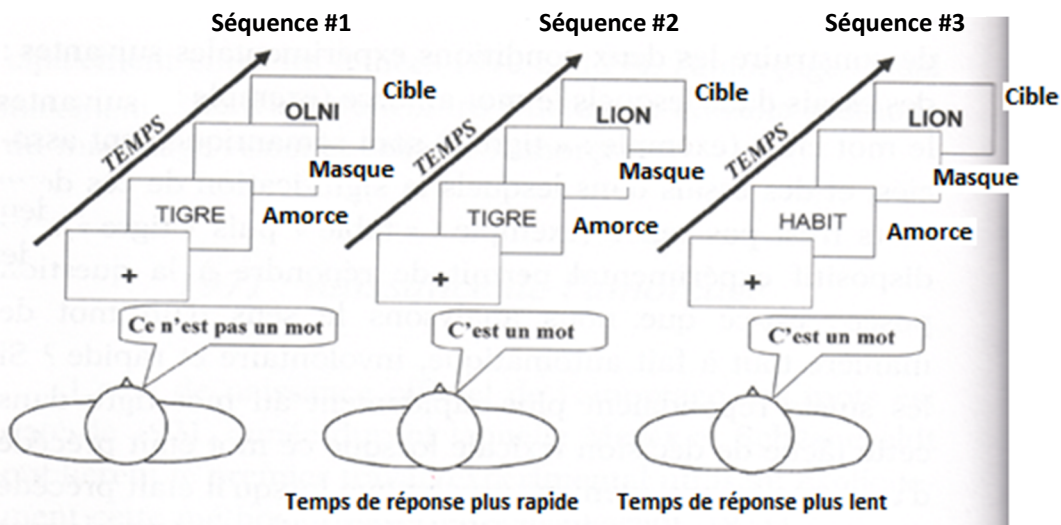 Séquence #1
TEMPS
Cible
OLNI
Masque
TIGRE
Amorce
+
Ce n'est pas un mot
Séquence #2
TEMPS
Cible
LION
Masque
TIGRE
Amorce
+
C'est un mot
Temps de réponse plus rapide
Séquence #3
TEMPS
Cible
LION
Masque
HABIT
Amorce
+
C'est un mot
Temps de réponse plus lent